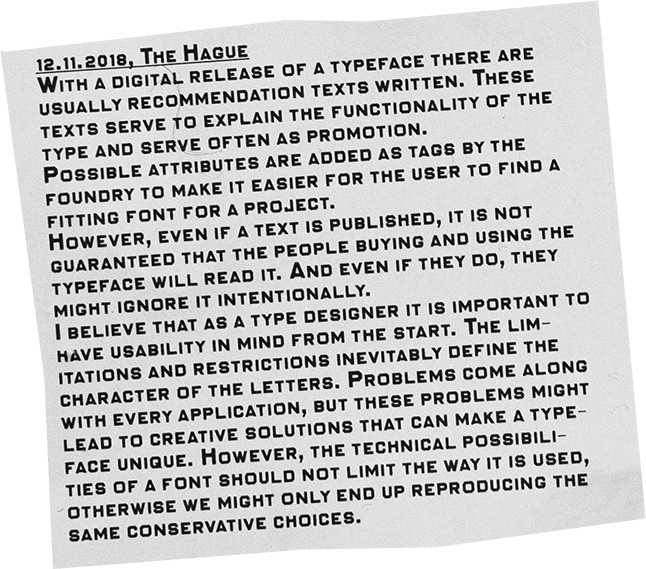 12.11.2018, The Hague
With a digital release of a typeface there are
usually recommendation texts written. These
texts serve to explain the functionality of the
type and serve often as promotion.
Possible attributes are added as tags by the
foundry to make it easier for the user to find a
fitting font for a project.
However, even if a text is published, it is not
guaranteed that the people buying and using the
typeface will read it. And even if they do, they
might ignore it intentionally.
I believe that as a type designer it is important to
have usability in mind from the start. The lim-
itations and restrictions inevitably define the
character of the letters. Problems come along
with every application, but these problems might
lead to creative solutions that can make a type-
face unique. However, the technical possibili-
ties of a font should not limit the way it is used,
otherwise we might only end up reproducing the
same conservative choices.